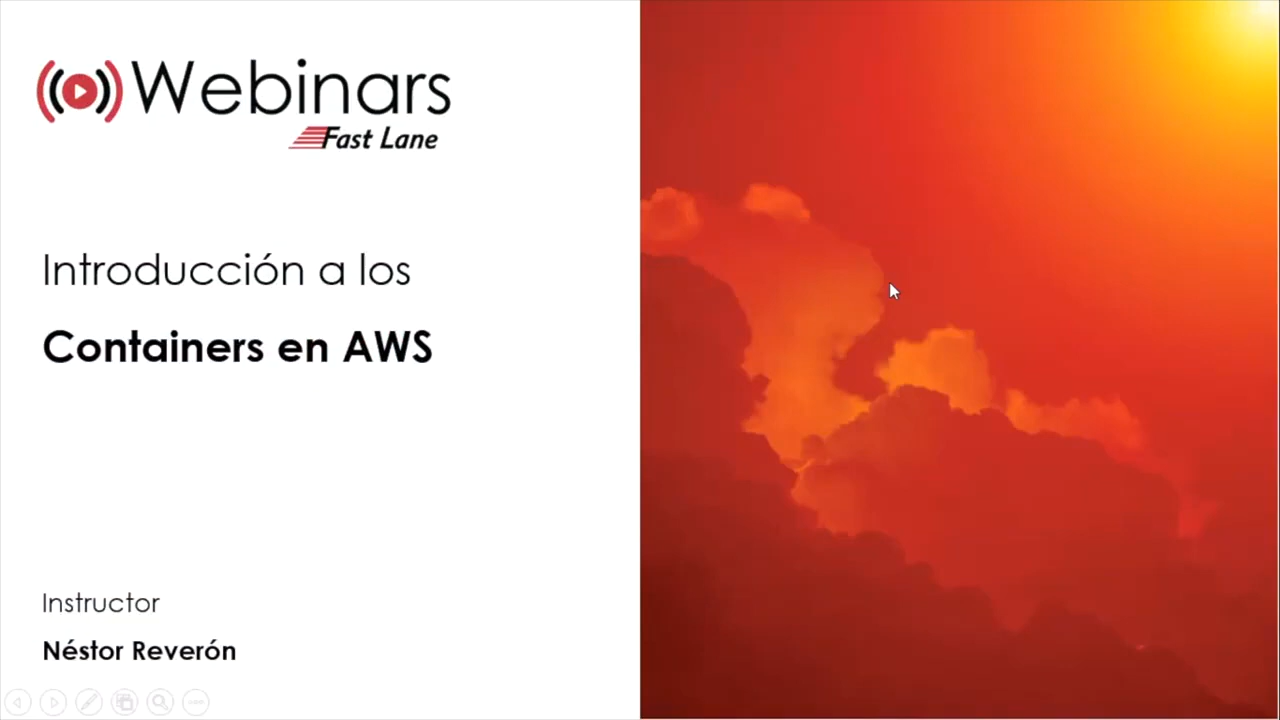 Webinars
Fast Lane
Introducción a los
Containers en AWS
Instructor
Néstor Reverón